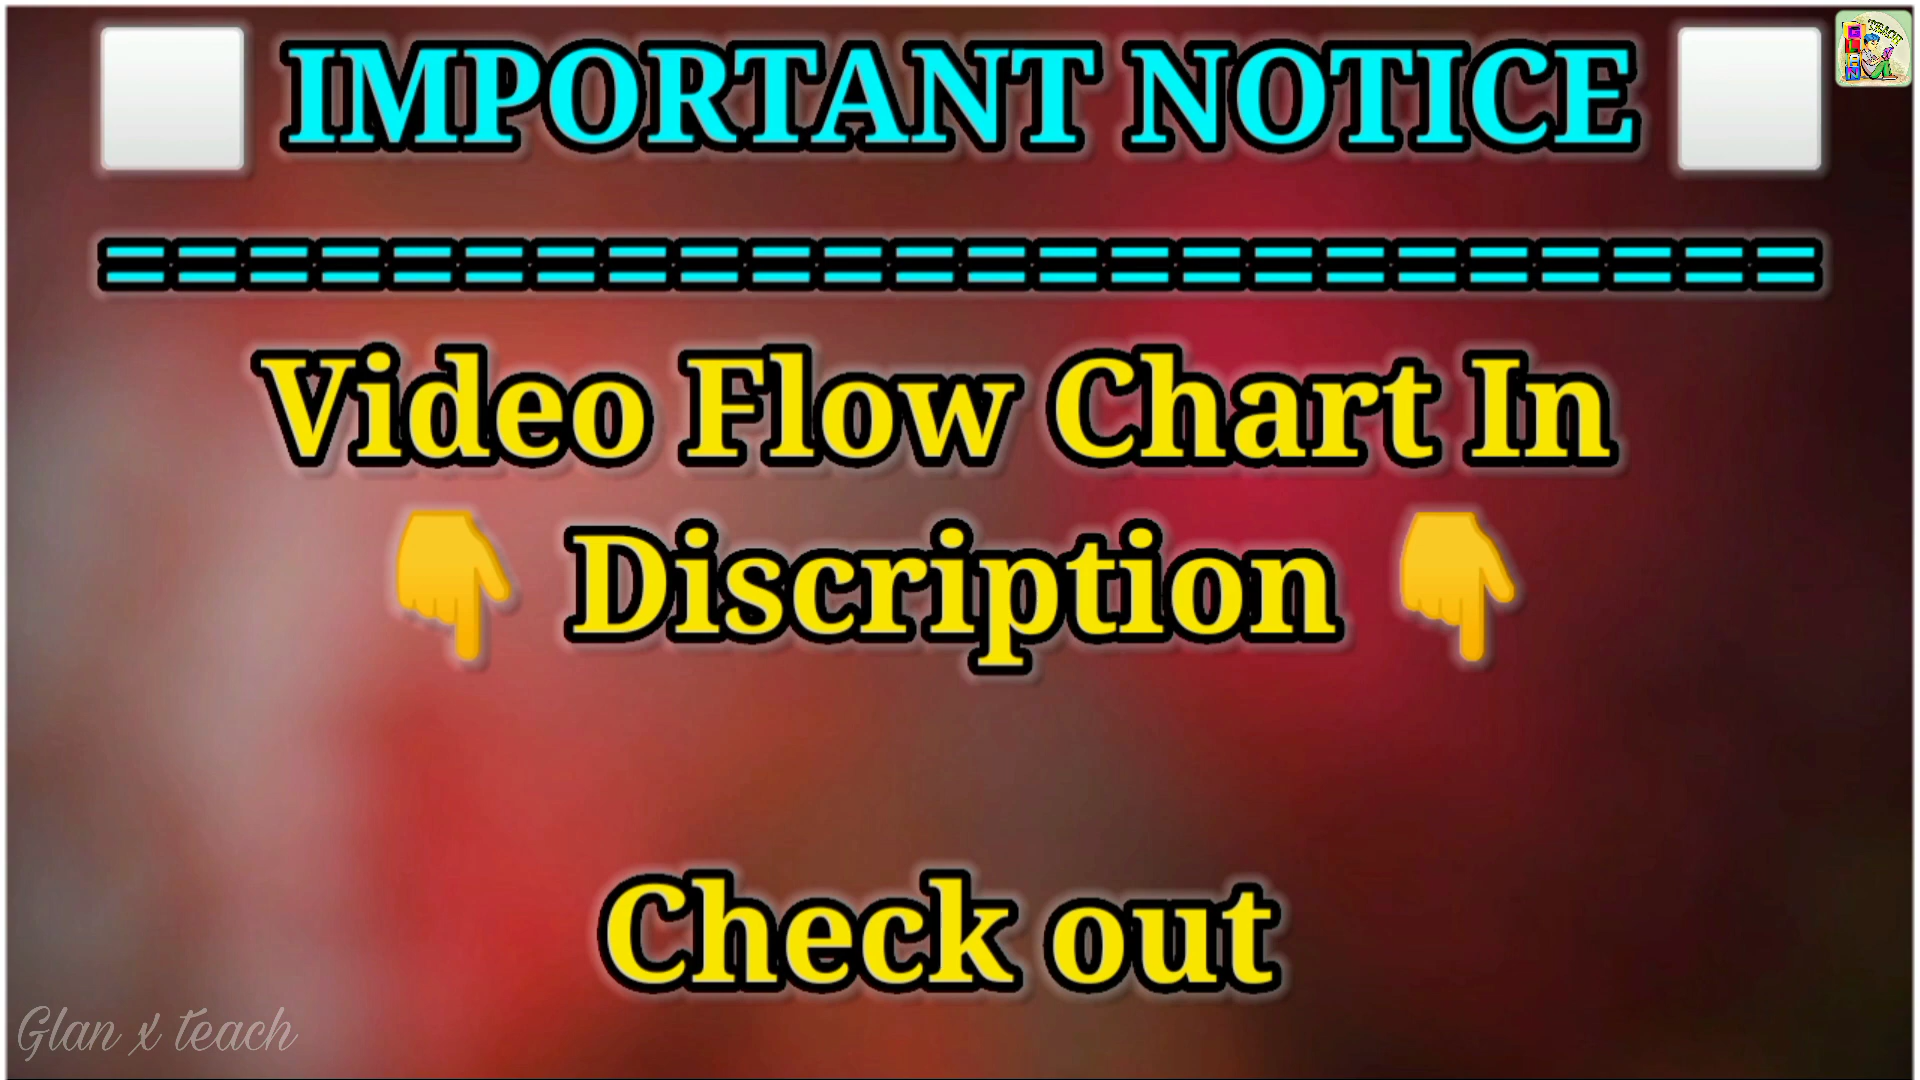 ⬜ IMPORTANT NOTICE ⬜
========================
Video Flow Chart In
👇 Discription 👇
Check out
Glan x teach